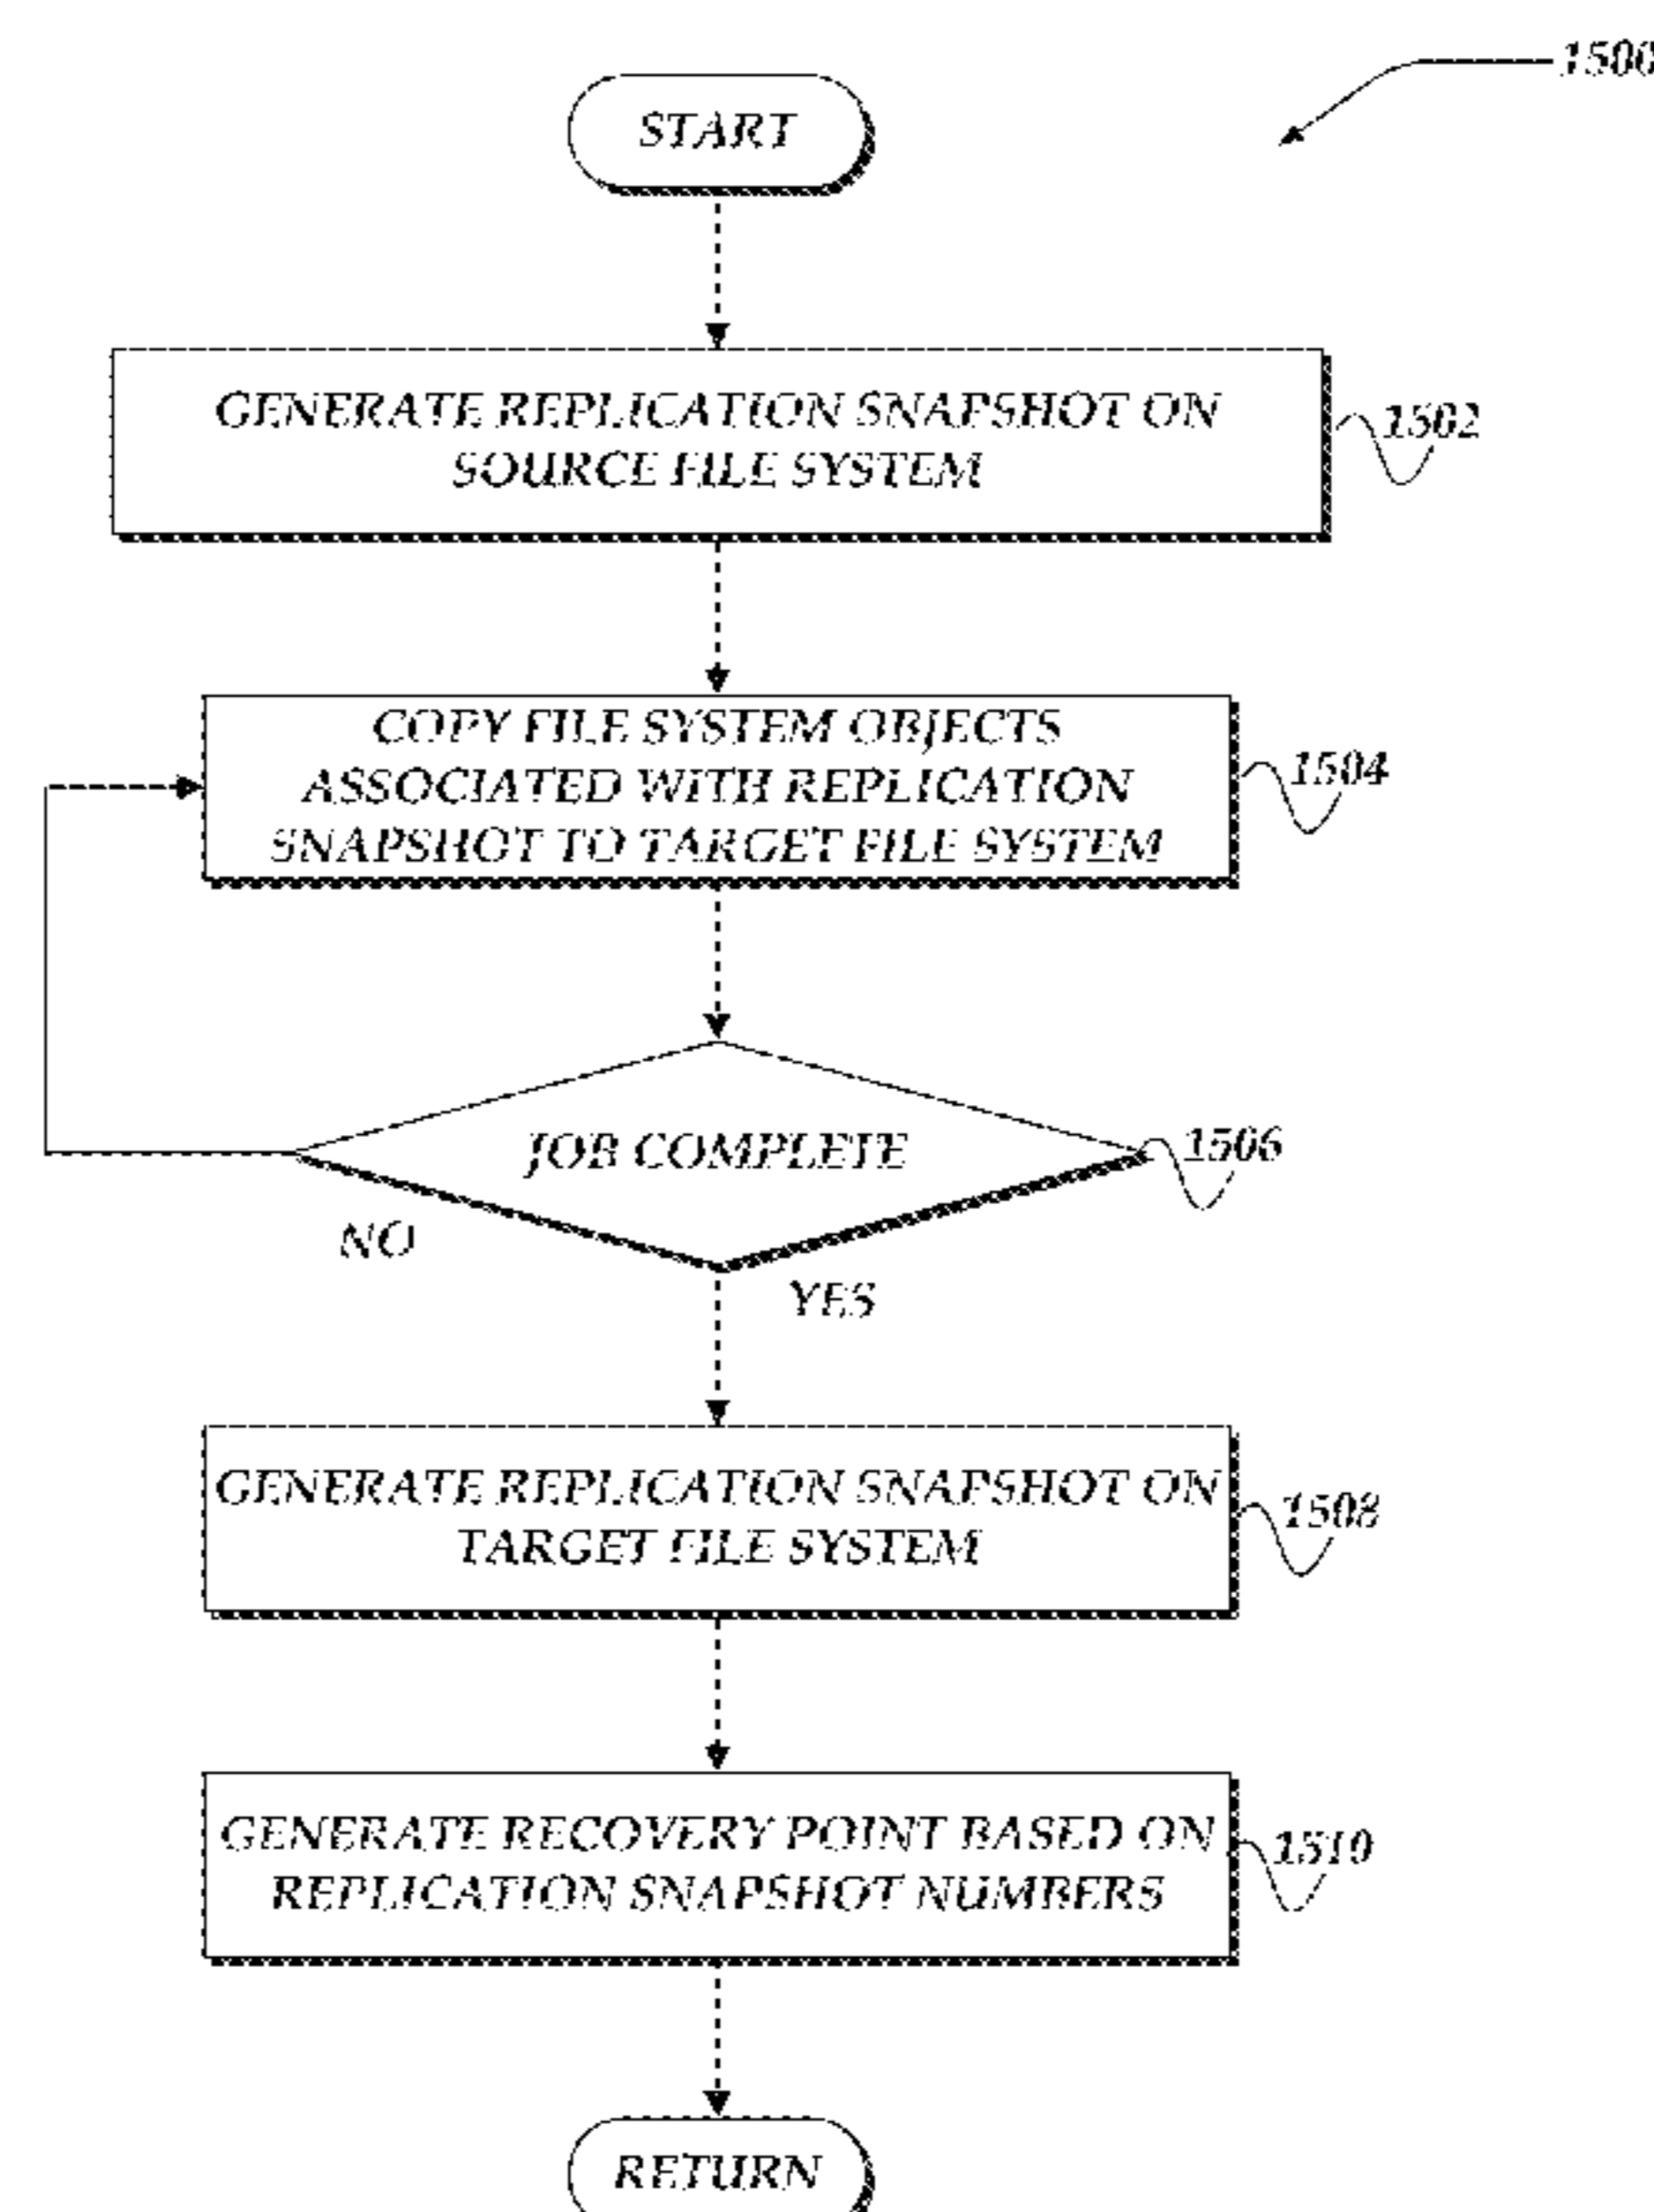 1500
START
GENERATE REPLICATION SNAPSHOT ON
SOURCE FILE SYSTEM
1502
COPY FILE SYSTEM OBJECTS
ASSOCIATED WITH REPLICATION
SNAPSHOT TO TARGET FILE SYSTEM
1504
JOB COMPLETE
1506
NO
YES
GENERATE REPLICATION SNAPSHOT ON
TARGET FILE SYSTEM
1508
GENERATE RECOVERY POINT BASED ON
REPLICATION SNAPSHOT NUMBERS
1510
RETURN